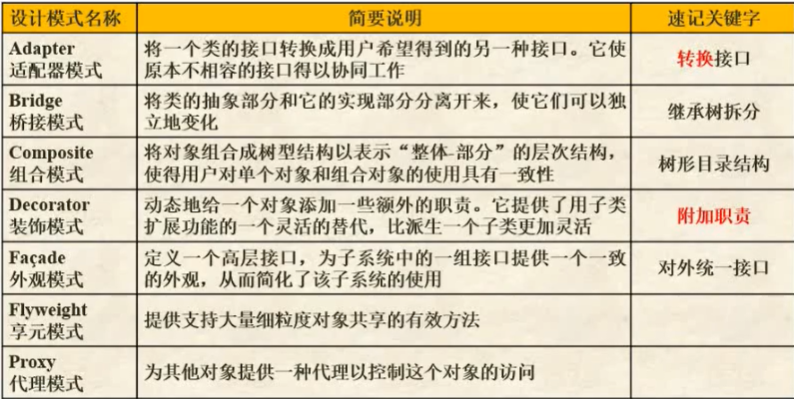 设计模式名称 简要说明 速记关键字
Adapter
适配器模式
将一个类的接口转换成用户希望得到的另一种接口。它使
原本不相容的接口得以协同工作
转换接口
Bridge
桥接模式
将类的抽象部分和它的实现部分分离开来，使它们可以独
立地变化
继承树拆分
Composite
组合模式
将对象组合成树型结构以表示“整体-部分”的层次结构，
使得用户对单个对象和组合对象的使用具有一致性
树形目录结构
Decorator
装饰模式
动态地给一个对象添加一些额外的职责。它提供了用子类
扩展功能的一个灵活的替代，比派生一个子类更加灵活
附加职责
Façade
外观模式
定义一个高层接口，为子系统中的一组接口提供一个一致
的外观，从而简化了该子系统的使用
对外统一接口
Flyweight
享元模式
提供支持大量细粒度对象共享的有效方法
Proxy
代理模式
为其他对象提供一种代理以控制这个对象的访问